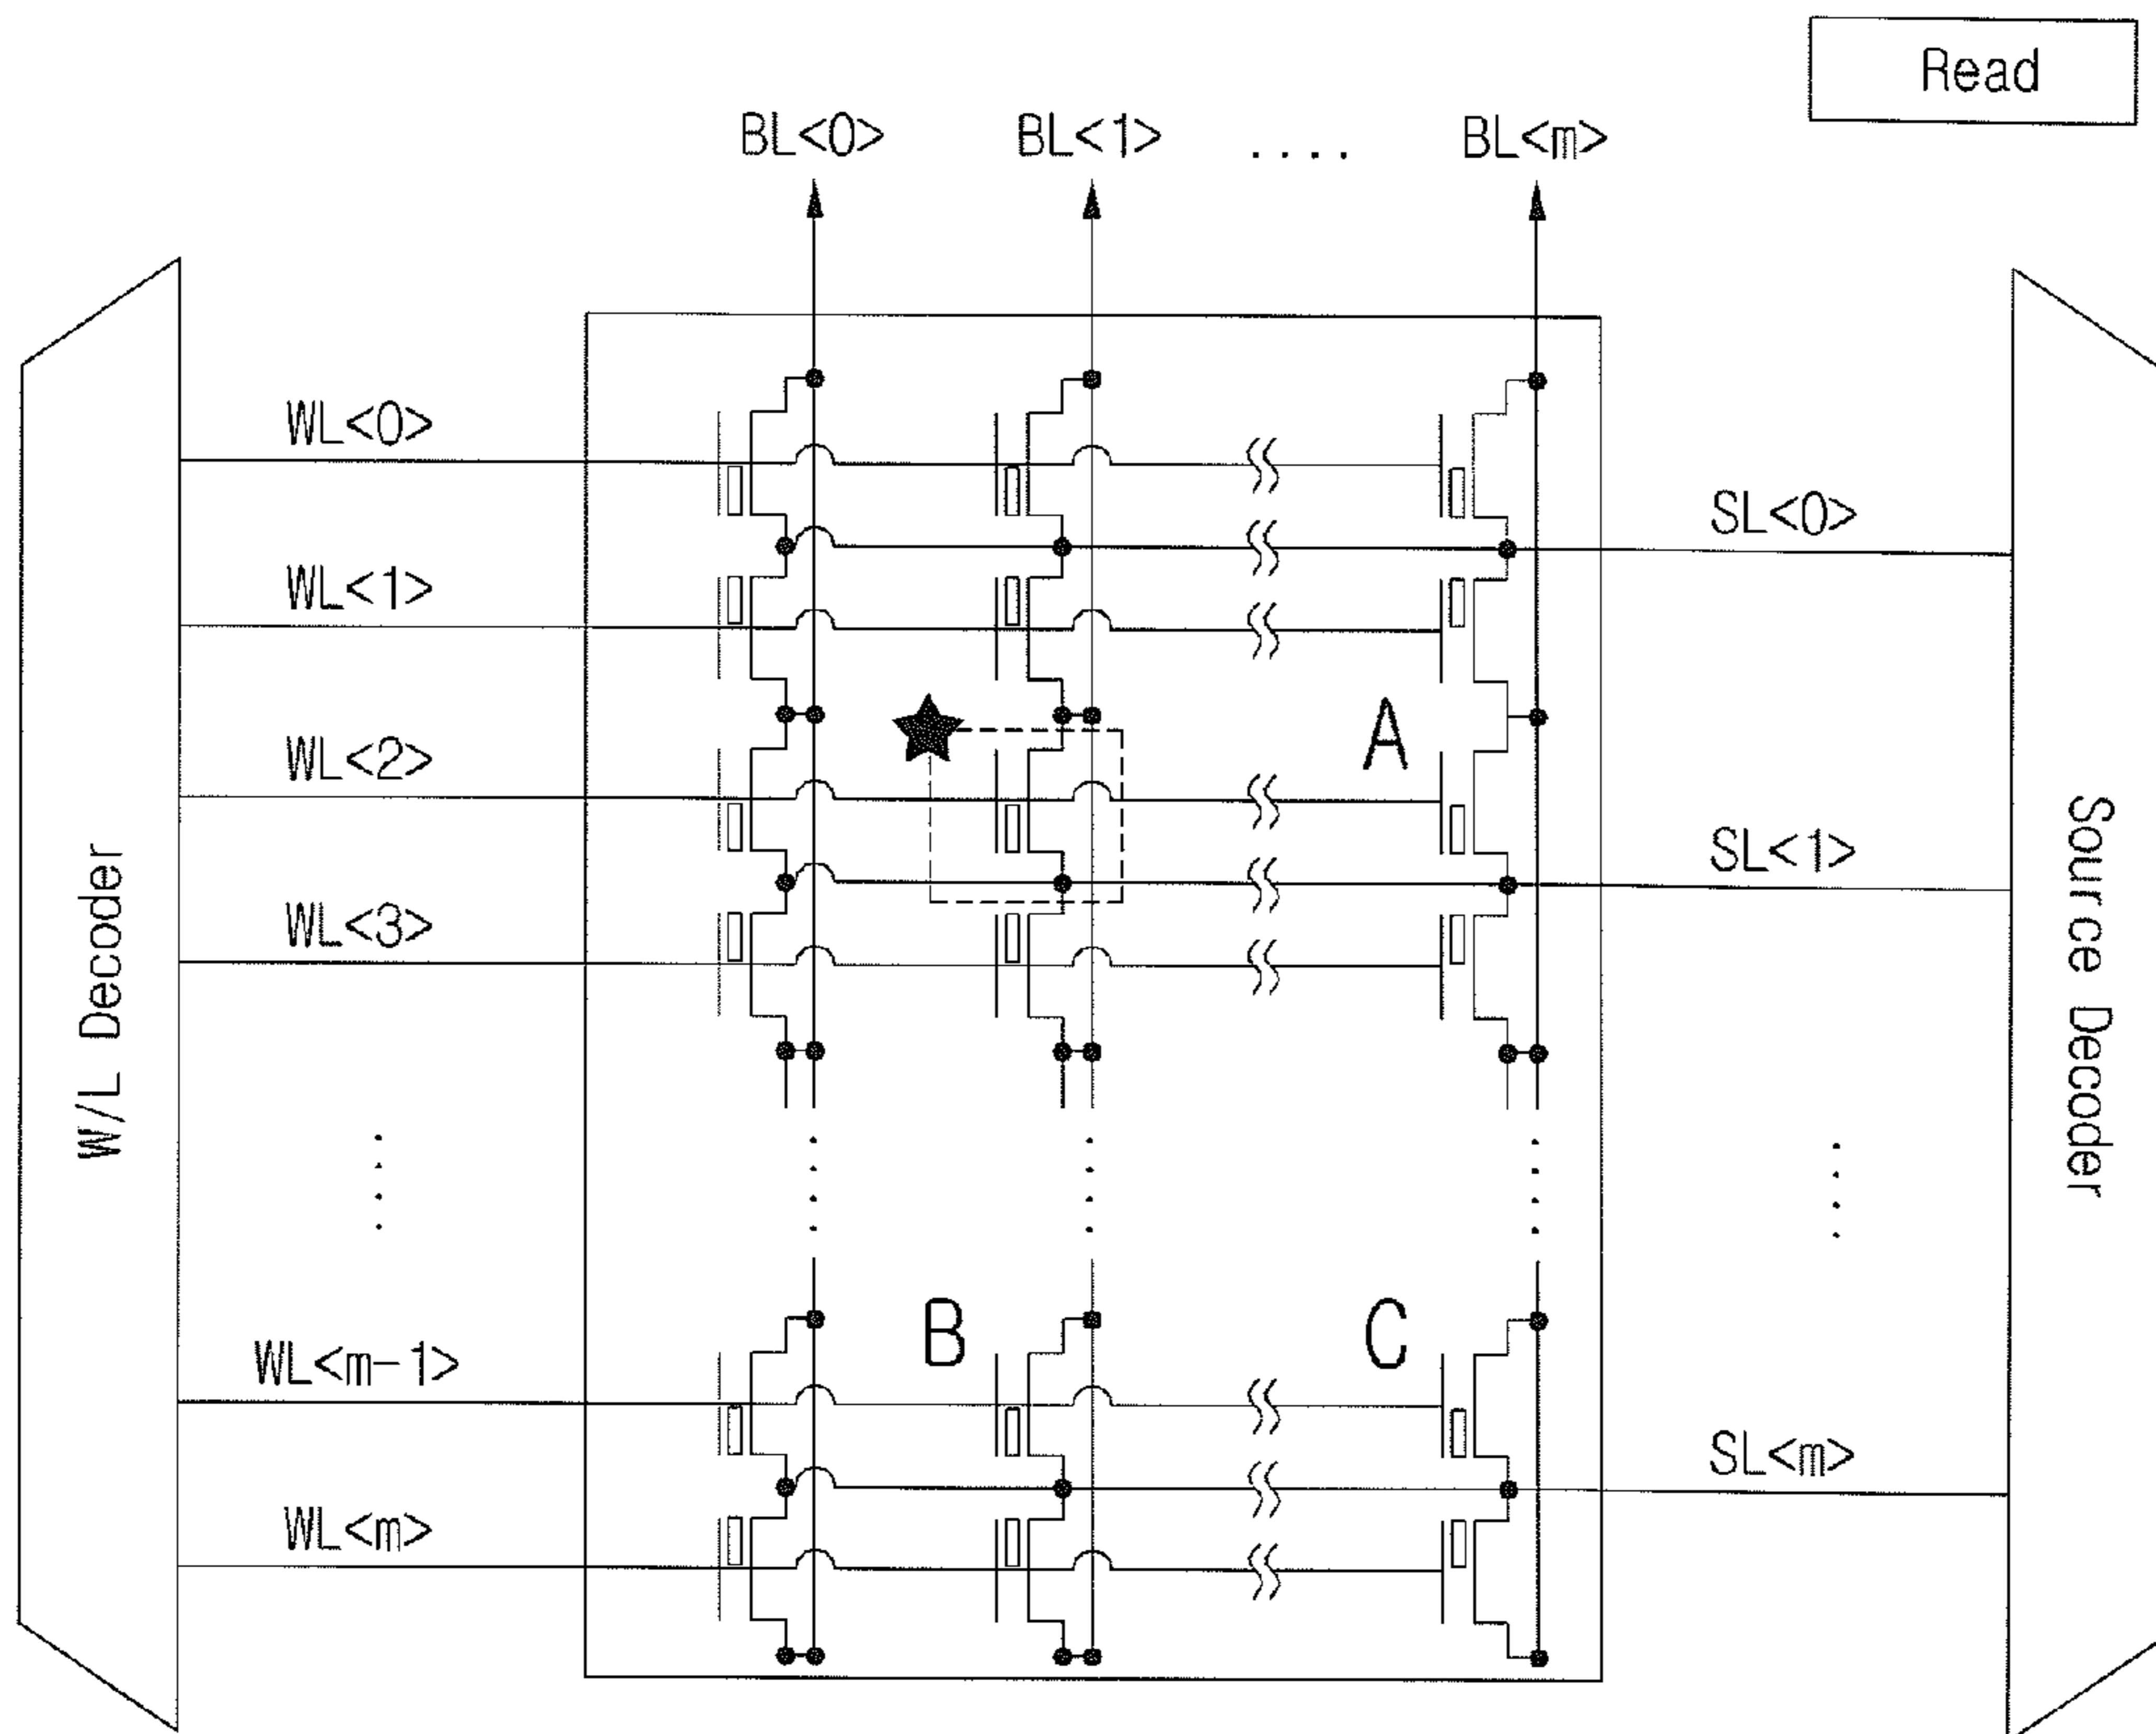 Read
BL<0> BL<1> .... BL<m>
WL<0>
SL<0>
WL<1>
A
WL<2>
SL<1>
WL<3>
W/L Decoder
Source Decoder
B C
WL<m-1>
SL<m>
WL<m>